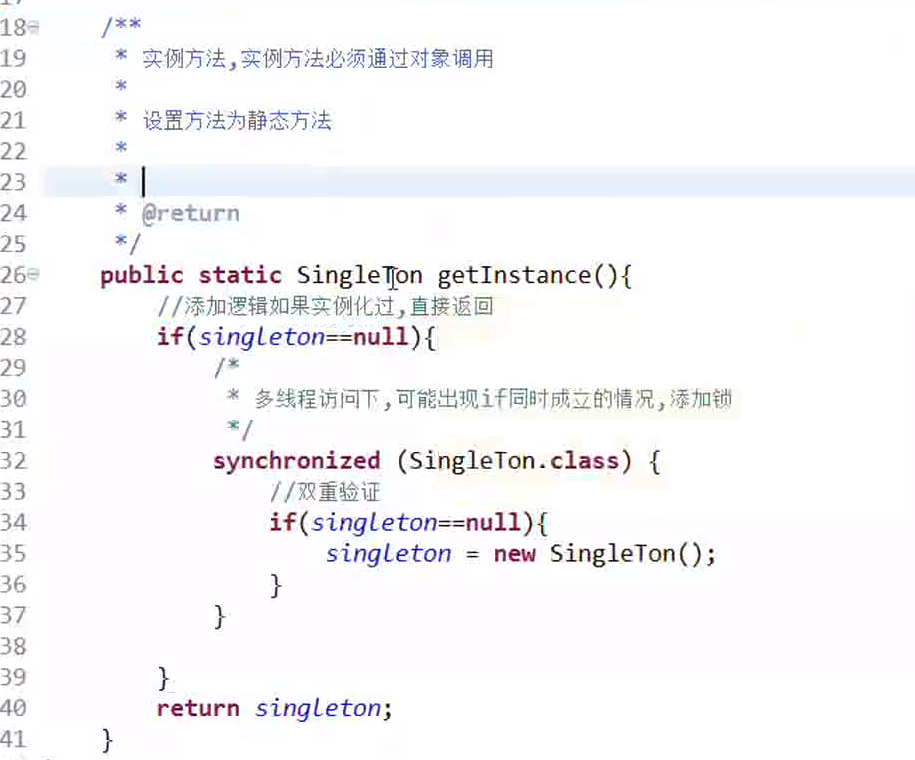 18 /**
19 * 实例方法,实例方法必须通过对象调用
20 *
21 * 设置方法为静态方法
22 *
23 *
24 * @return
25 */
26 public static SingleTon getInstance(){
27 //添加逻辑如果实例化过,直接返回
28 if(singleton==null){
29 /*
30 * 多线程访问下,可能出现if同时成立的情况,添加锁
31 */
32 synchronized (SingleTon.class) {
33 //双重验证
34 if(singleton==null){
35 singleton = new SingleTon();
36 }
37 }
38
39 }
40 return singleton;
41 }